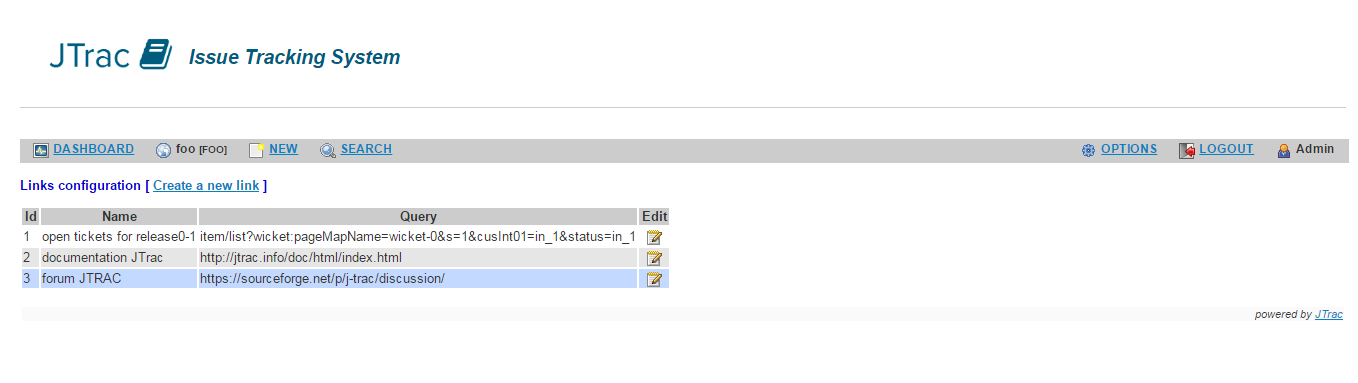 JTrac Issue Tracking System
DASHBOARD foo [FOO] NEW SEARCH OPTIONS LOGOUT Admin
Links configuration [ Create a new link ]
Id Name Query Edit
1 open tickets for release0-1 item/list?wicket:pageMapName=wicket-0&s=1&cusInt01=in_1&status=in_1
2 documentation JTrac http://jtrac.info/doc/html/index.html
3 forum JTRAC https://sourceforge.net/p/j-trac/discussion/
powered by JTrac